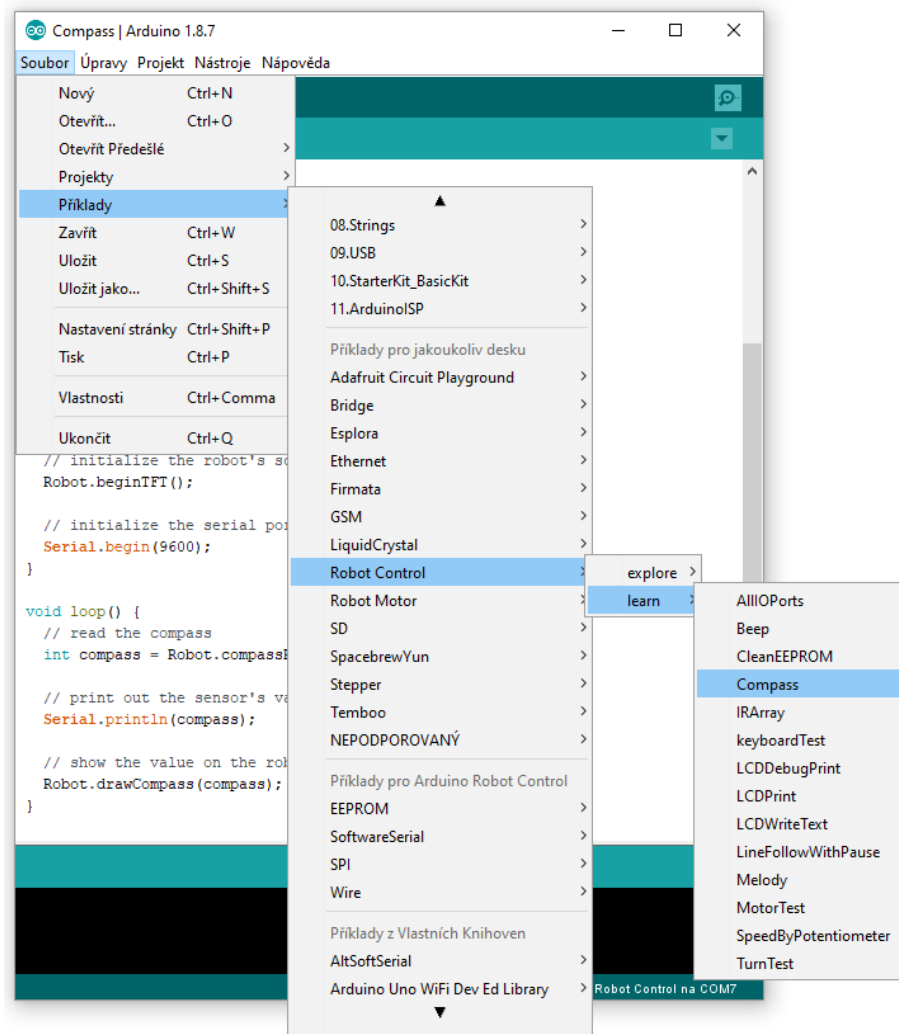 Compass | Arduino 1.8.7
Soubor Úpravy Projekt Nástroje Nápověda
Nový Ctrl+N
Otevřít... Ctrl+O
Otevřít Předešlé
Projekty
Příklady
Zavřít Ctrl+W
Uložit Ctrl+S
Uložit jako... Ctrl+Shift+S
Nastavení stránky Ctrl+Shift+P
Tisk Ctrl+P
Vlastnosti Ctrl+Comma
Ukončit Ctrl+Q
08.Strings
09.USB
10.StarterKit_BasicKit
11.ArduinoISP
Příklady pro jakoukoliv desku
Adafruit Circuit Playground
Bridge
Esplora
Ethernet
Firmata
GSM
LiquidCrystal
Robot Control
Robot Motor
SD
SpacebrewYun
Stepper
Temboo
NEPODPOROVANÝ
Příklady pro Arduino Robot Control
EEPROM
SoftwareSerial
SPI
Wire
Příklady z Vlastních Knihoven
AltSoftSerial
Arduino Uno WiFi Dev Ed Library
explore
learn
AllIOPorts
Beep
CleanEEPROM
Compass
IRArray
keyboardTest
LCDDebugPrint
LCDPrint
LCDWriteText
LineFollowWithPause
Melody
MotorTest
SpeedByPotentiometer
TurnTest
// initialize the robot's
Robot.beginTFT();
// initialize the serial
Serial.begin(9600);
}
void loop() {
// read the compass
int compass = Robot.compass
// print out the sensor's
Serial.println(compass);
// show the value on the
Robot.drawCompass(compass);
}
Robot Control na COM7